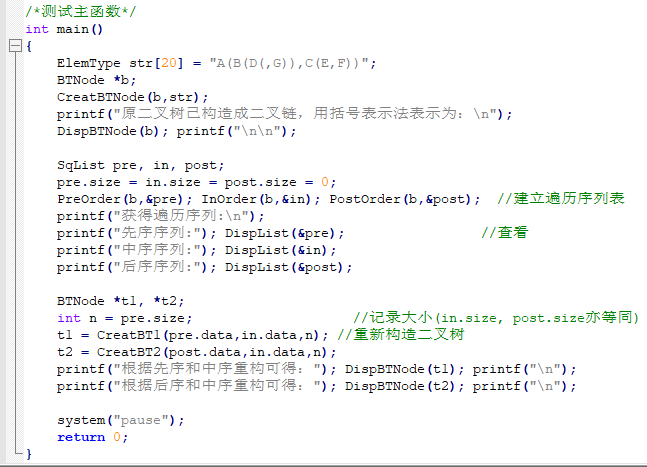 /*测试主函数*/
int main()
{
    ElemType str[20] = "A(B(D(,G)),C(E,F))";
    BTNode *b;
    CreatBTNode(b,str);
    printf("原二叉树已构造成二叉链，用括号表示法表示为：\n");
    DispBTNode(b); printf("\n\n");

    SqList pre, in, post;
    pre.size = in.size = post.size = 0;
    PreOrder(b,&pre); InOrder(b,&in); PostOrder(b,&post);  //建立遍历序列表
    printf("获得遍历序列:\n");
    printf("先序序列:"); DispList(&pre);                 //查看
    printf("中序序列:"); DispList(&in);
    printf("后序序列:"); DispList(&post);

    BTNode *t1, *t2;
    int n = pre.size;                    //记录大小(in.size, post.size亦等同)
    t1 = CreatBT1(pre.data,in.data,n); //重新构造二叉树
    t2 = CreatBT2(post.data,in.data,n);
    printf("根据先序和中序重构可得："); DispBTNode(t1); printf("\n");
    printf("根据后序和中序重构可得："); DispBTNode(t2); printf("\n");

    system("pause");
    return 0;
}